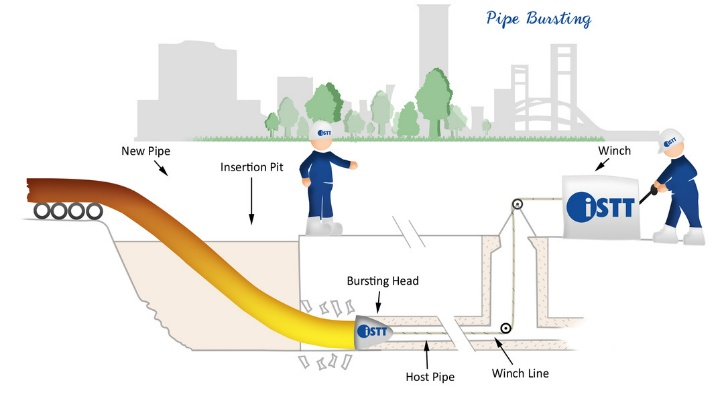 Pipe Bursting
New Pipe
Insertion Pit
iSTT
Winch
iSTT
iSTT
Bursting Head
iSTT
Host Pipe
Winch Line